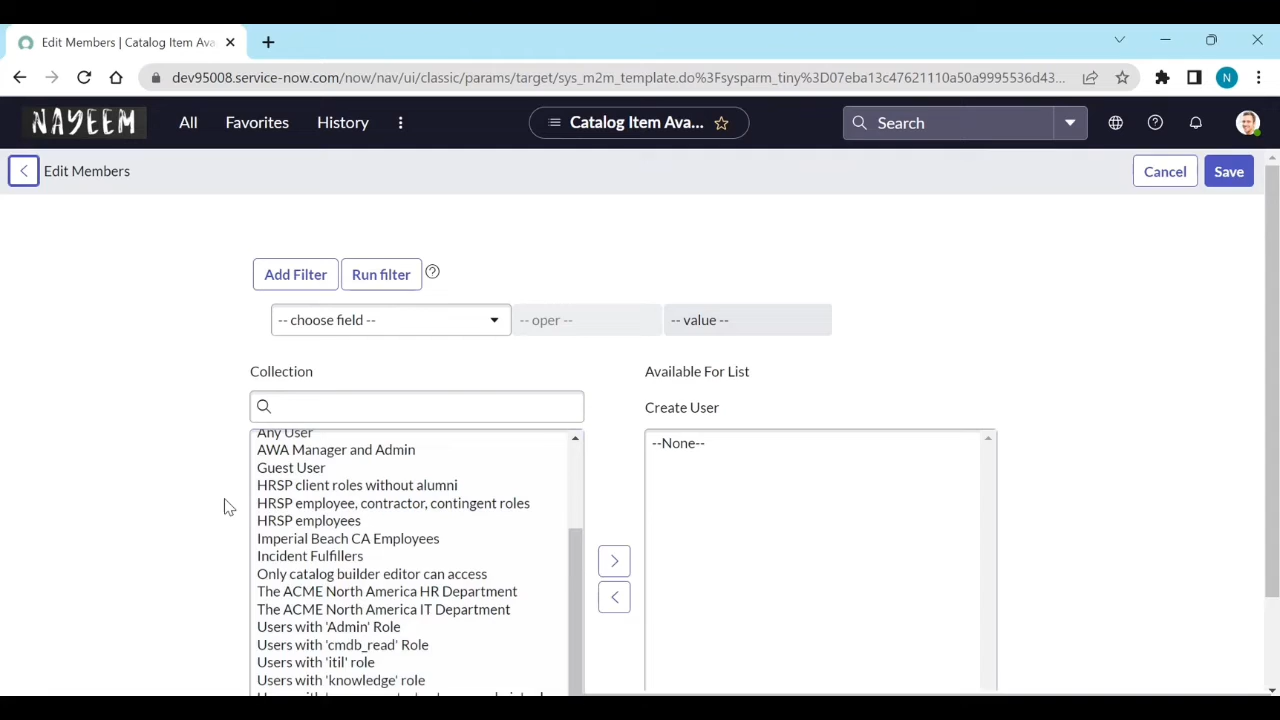 Edit Members | Catalog Item Ava
dev95008.service-now.com/now/nav/ui/classic/params/target/sys_m2m_template.do%3Fsysparm_tiny%3D07eba13c47621110a50a9995536d43...
N
NAYEEM
All
Favorites
History
Catalog Item Ava...
Search
Edit Members
Cancel
Save
Add Filter
Run filter
-- choose field --
-- oper --
-- value --
Collection
Available For List
Create User
Any User
AWA Manager and Admin
Guest User
HRSP client roles without alumni
HRSP employee, contractor, contingent roles
HRSP employees
Imperial Beach CA Employees
Incident Fulfillers
Only catalog builder editor can access
The ACME North America HR Department
The ACME North America IT Department
Users with 'Admin' Role
Users with 'cmdb_read' Role
Users with 'itil' role
Users with 'knowledge' role
--None--